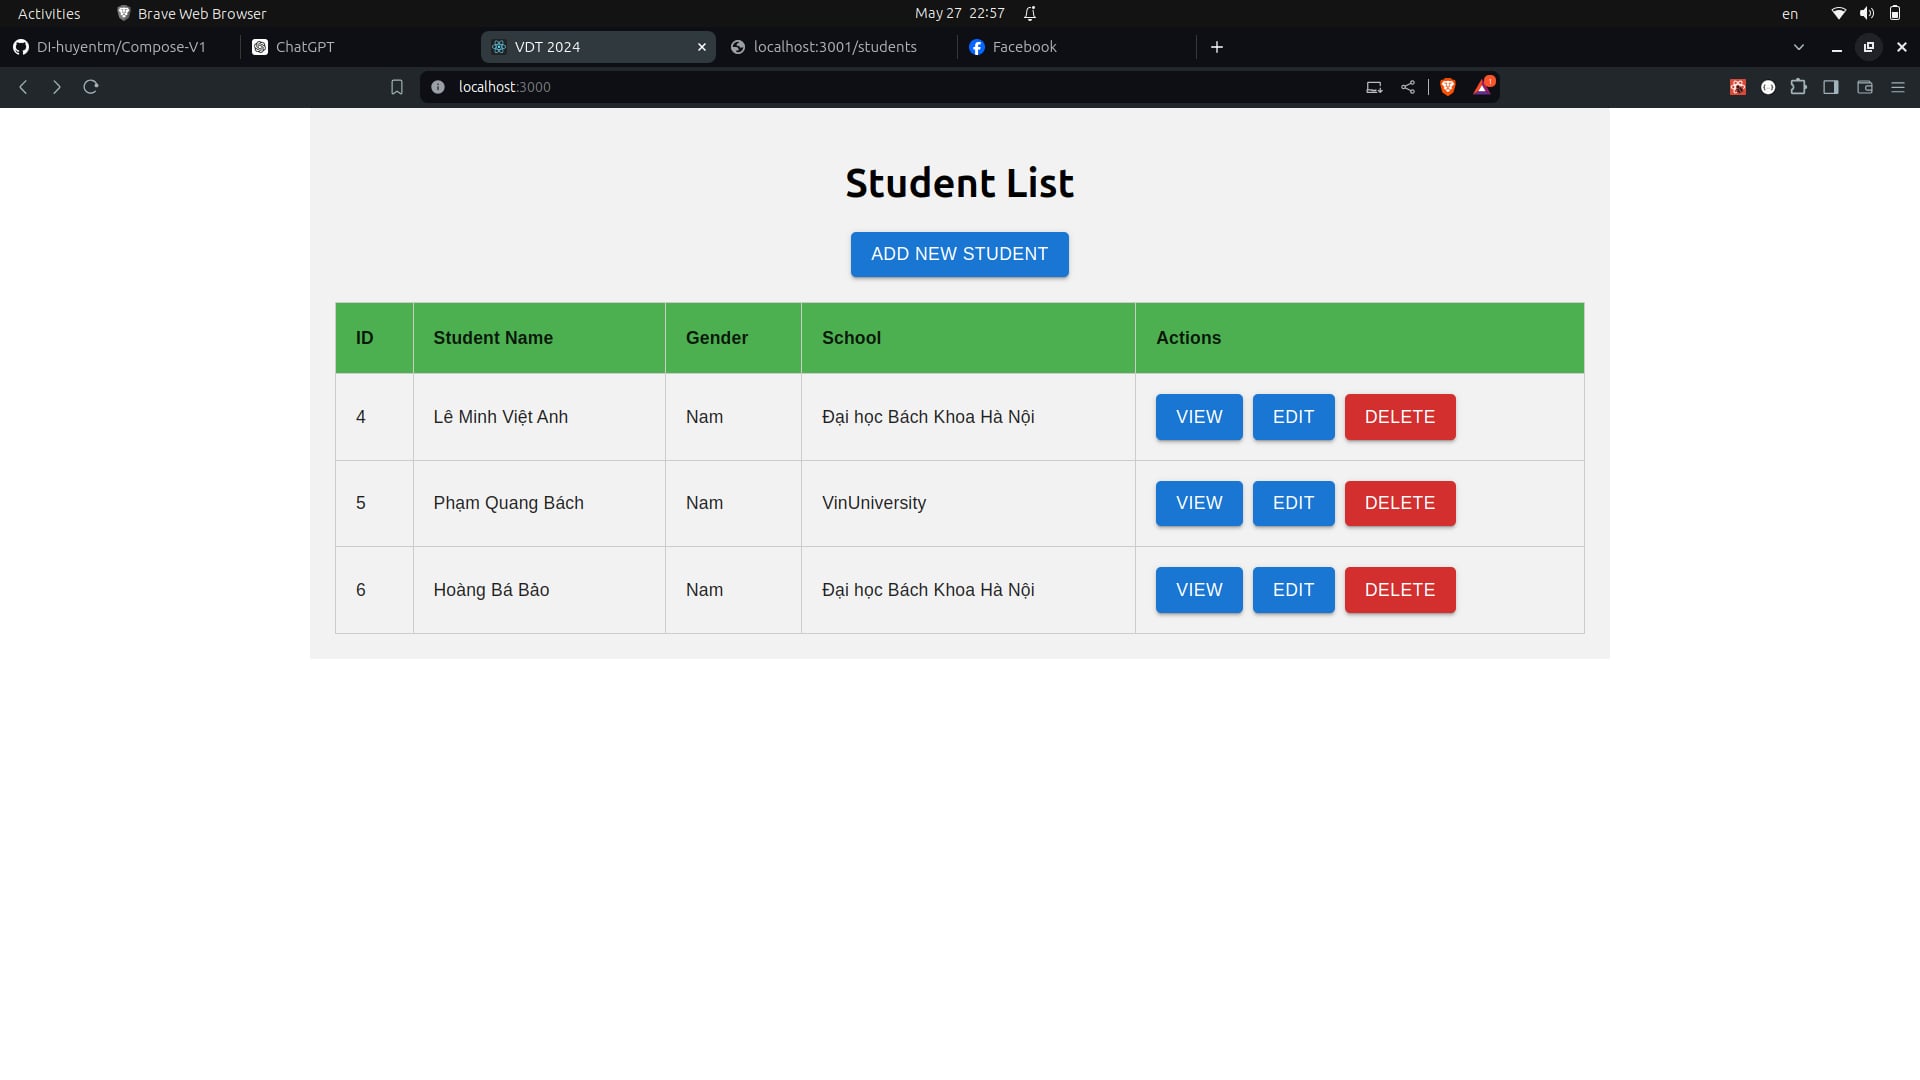 Activities Brave Web Browser May 27 22:57 en
DI-huyentm/Compose-V1 ChatGPT VDT 2024 localhost:3001/students Facebook
localhost:3000
Student List
ADD NEW STUDENT
ID Student Name Gender School Actions
4 Lê Minh Việt Anh Nam Đại học Bách Khoa Hà Nội VIEW EDIT DELETE
5 Phạm Quang Bách Nam VinUniversity VIEW EDIT DELETE
6 Hoàng Bá Bảo Nam Đại học Bách Khoa Hà Nội VIEW EDIT DELETE